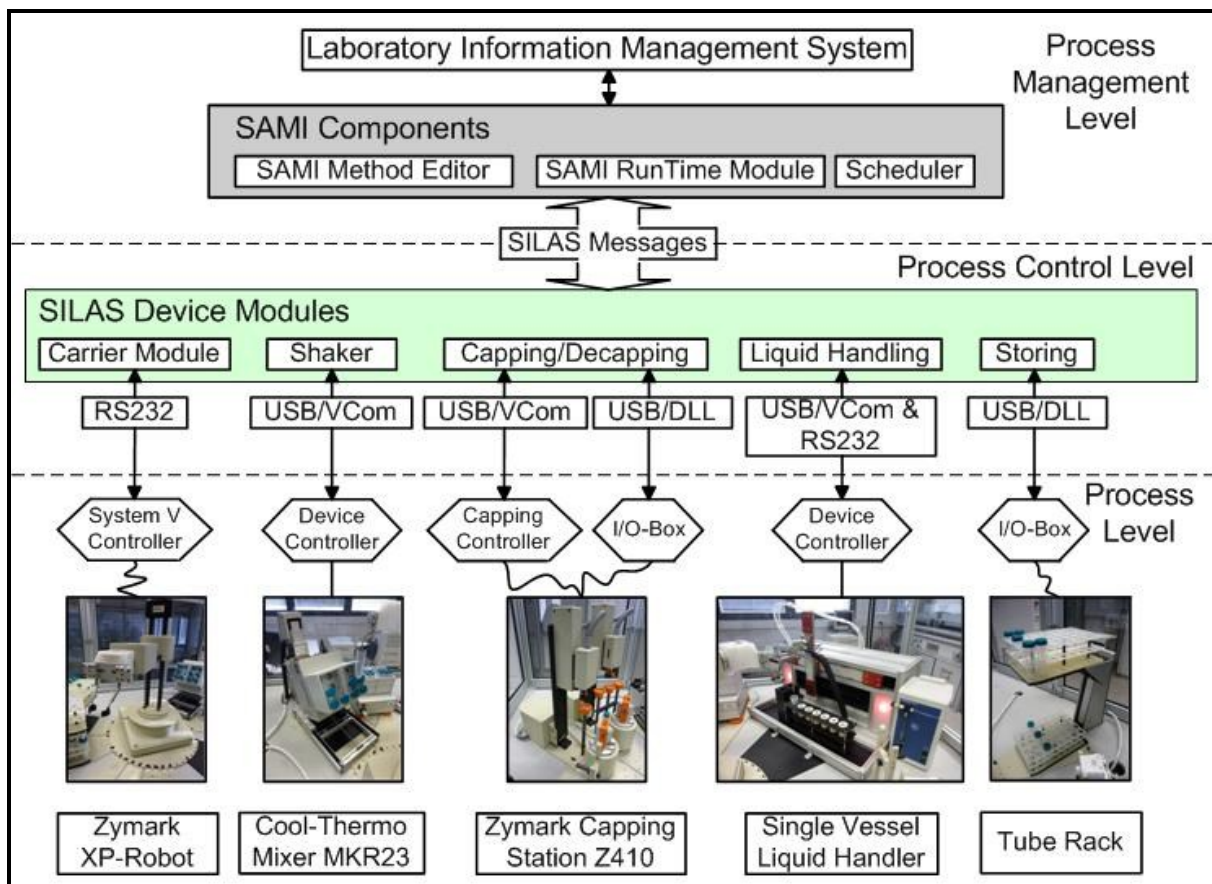 Laboratory Information Management System
Process
Management
Level
SAMI Components
SAMI Method Editor
SAMI RunTime Module
Scheduler
SILAS Messages
Process Control Level
SILAS Device Modules
Carrier Module
Shaker
Capping/Decapping
Liquid Handling
Storing
RS232
USB/VCom
USB/VCom
USB/DLL
USB/VCom &
RS232
USB/DLL
Process
Level
System V
Controller
Device
Controller
Capping
Controller
I/O-Box
Device
Controller
I/O-Box
Zymark
XP-Robot
Cool-Thermo
Mixer MKR23
Zymark Capping
Station Z410
Single Vessel
Liquid Handler
Tube Rack